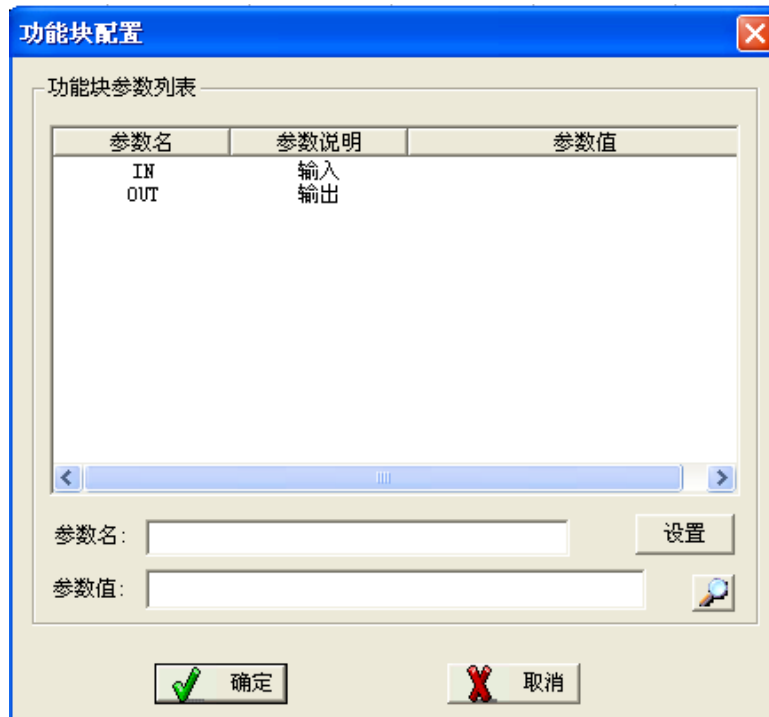 功能块配置
功能块参数列表
参数名 参数说明 参数值
IN 输入
OUT 输出
参数名: 设置
参数值:
确定 取消